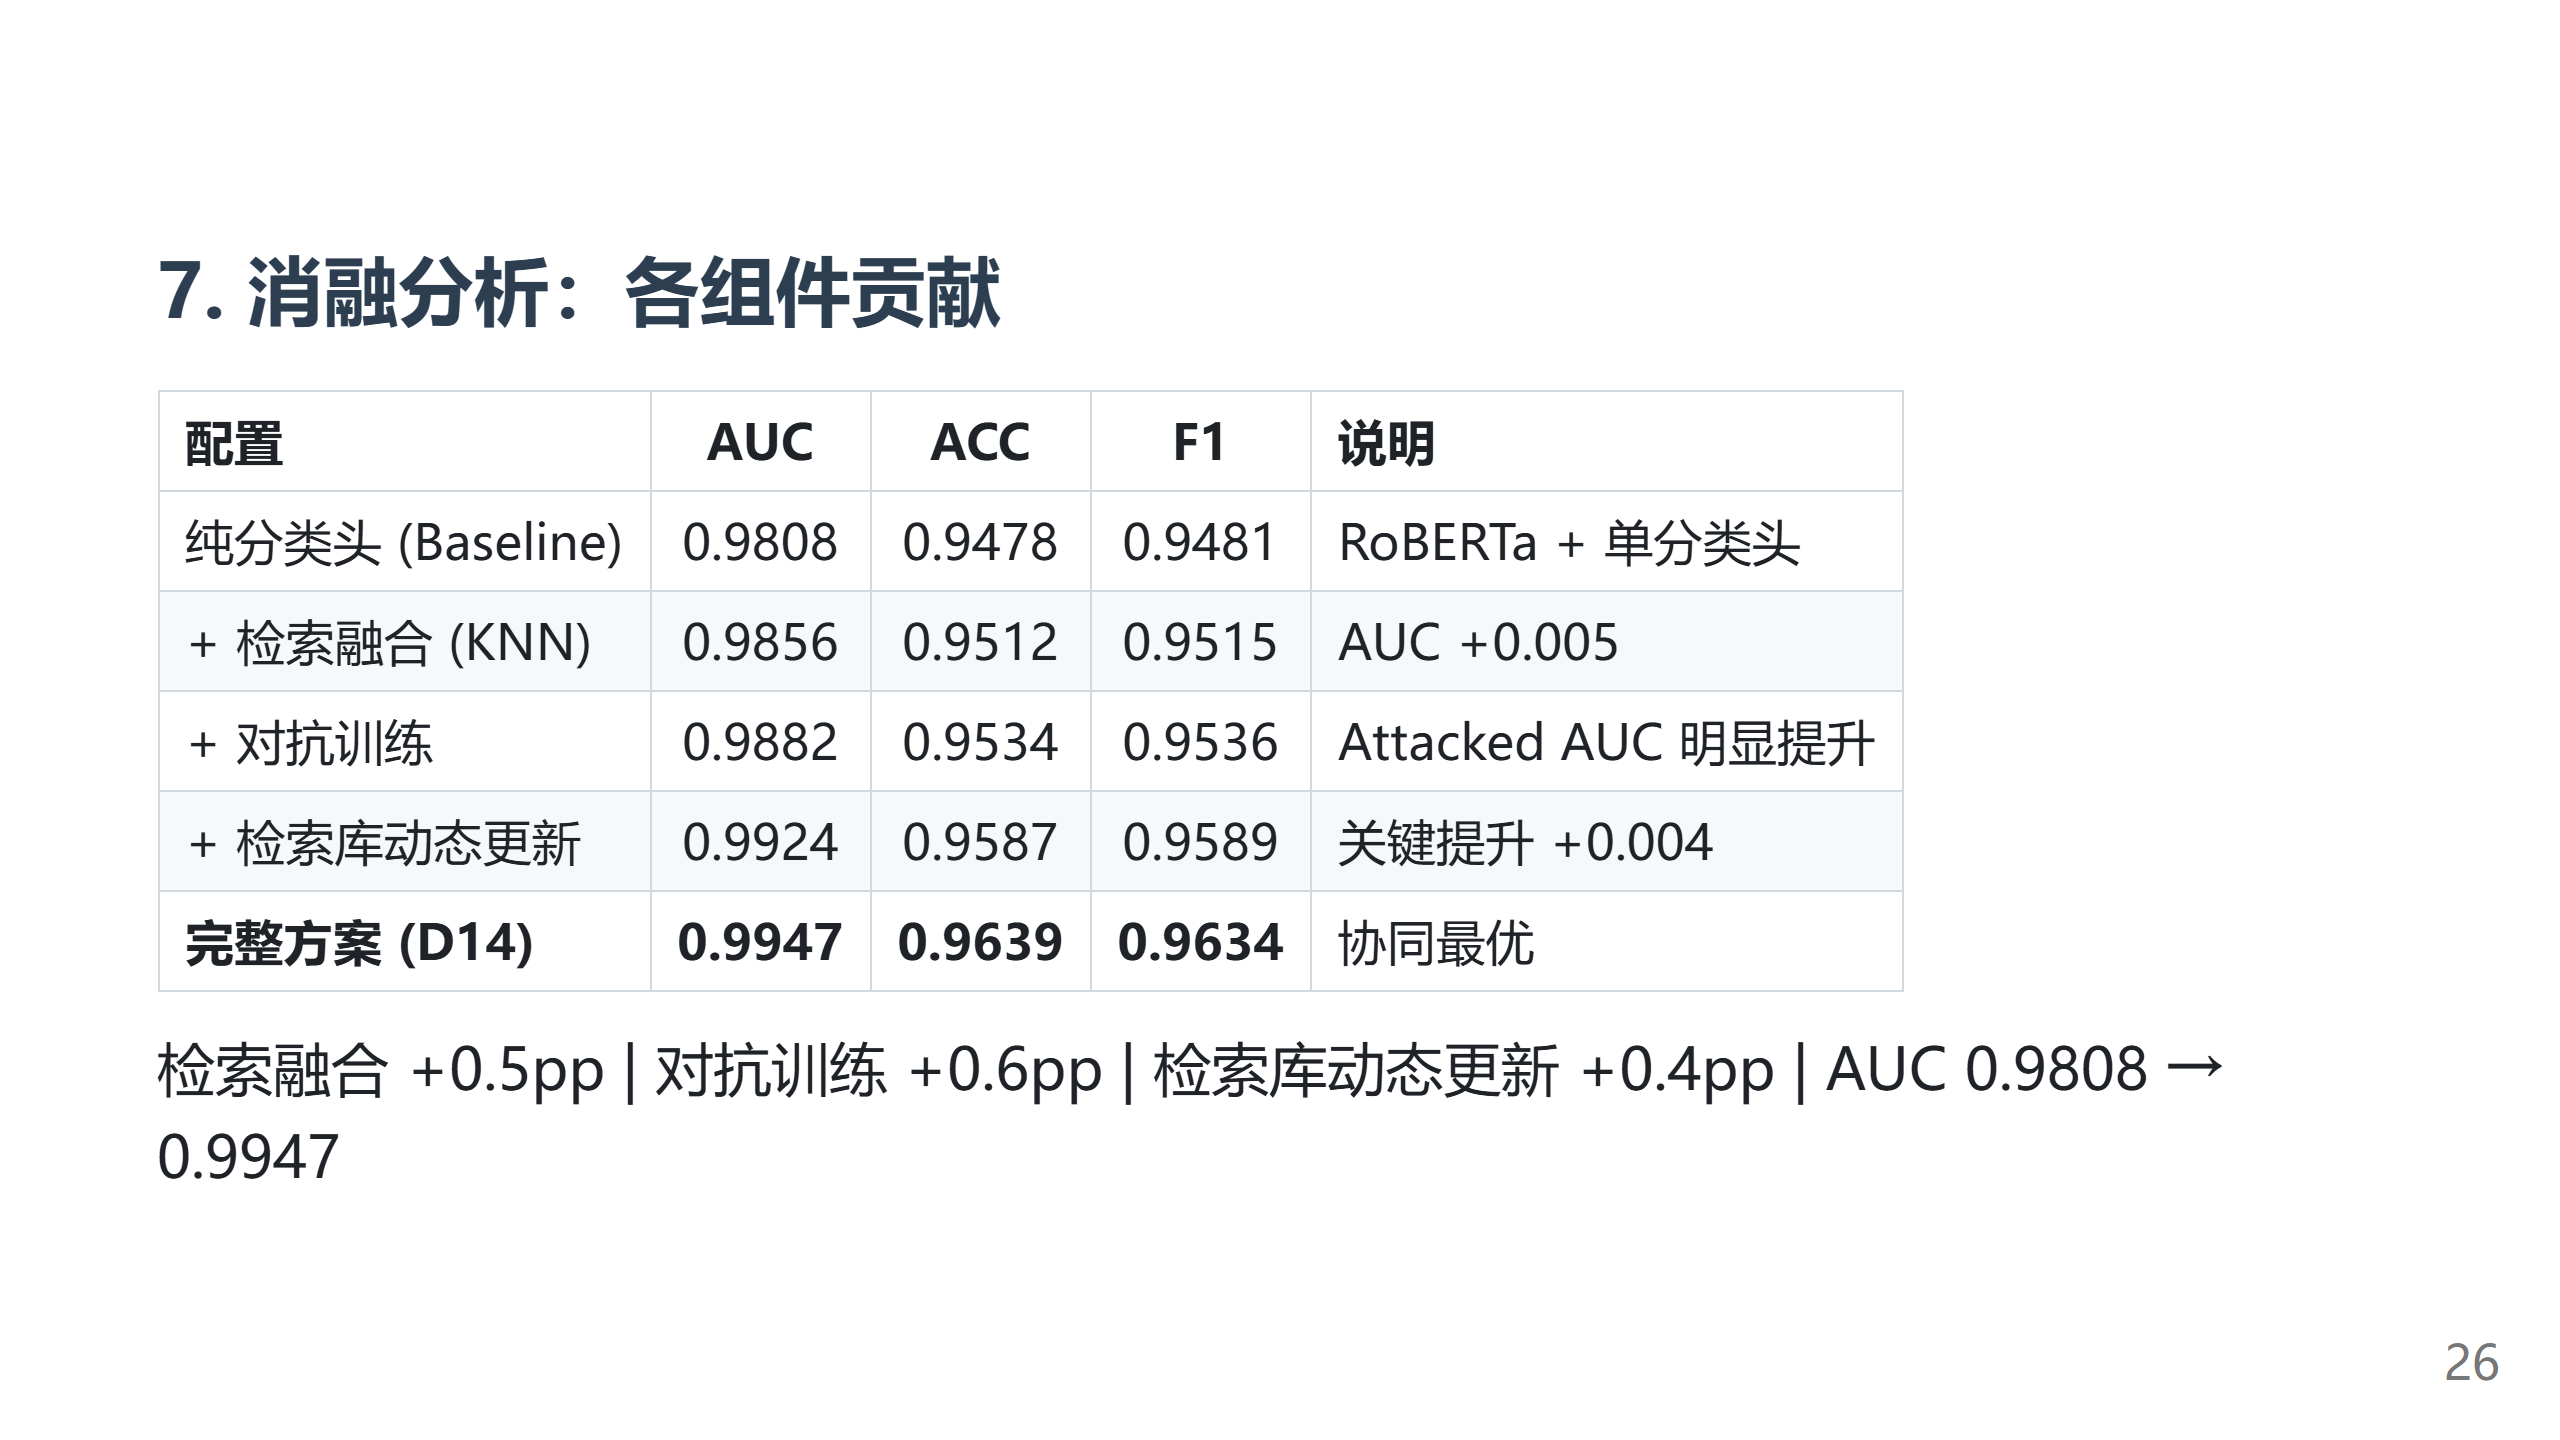 7. 消融分析：各组件贡献
配置 AUC ACC F1 说明
纯分类头 (Baseline) 0.9808 0.9478 0.9481 RoBERTa + 单分类头
+ 检索融合 (KNN) 0.9856 0.9512 0.9515 AUC +0.005
+ 对抗训练 0.9882 0.9534 0.9536 Attacked AUC 明显提升
+ 检索库动态更新 0.9924 0.9587 0.9589 关键提升 +0.004
完整方案 (D14) 0.9947 0.9639 0.9634 协同最优
检索融合 +0.5pp | 对抗训练 +0.6pp | 检索库动态更新 +0.4pp | AUC 0.9808 →
0.9947
26